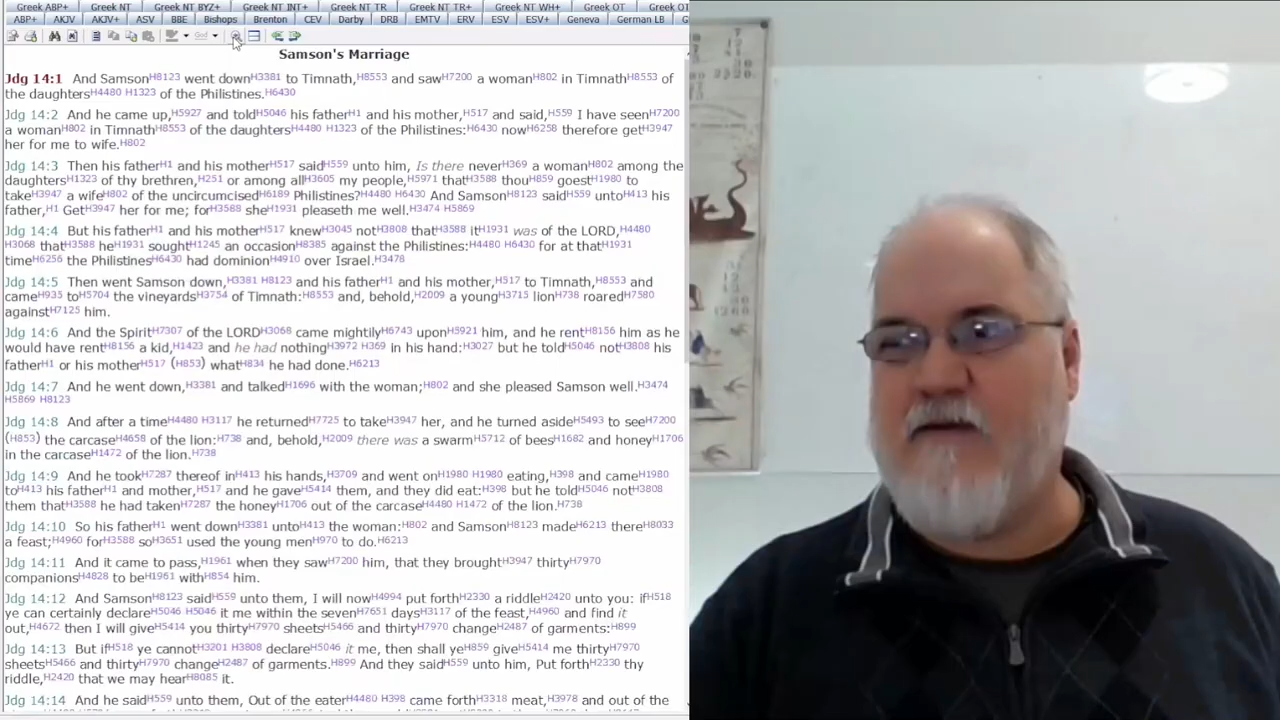 Greek ABP+ Greek NT Greek NT BYZ+ Greek NT INT+ Greek NT TR Greek NT TR+ Greek NT WH+ Greek OT Greek OT
ABP+ AKJV AKJV+ ASV BBE Bishops Brenton CEV Darby DRB EMTV ERV ESV ESV+ Geneva German LB G
Samson's Marriage
Jdg 14:1 And SamsonH8123 went downH3381 to Timnath,H8553 and sawH7200 a womanH802 in TimnathH8553 of
the daughtersH4480 H1323 of the Philistines.H6430
Jdg 14:2 And he came up,H5927 and toldH5046 his fatherH1 and his mother,H517 and said,H559 I have seenH7200
a womanH802 in TimnathH8553 of the daughtersH4480 H1323 of the Philistines:H6430 nowH6258 therefore getH3947
her for me to wife.H802
Jdg 14:3 Then his fatherH1 and his motherH517 saidH559 unto him, Is there neverH369 a womanH802 among the
daughtersH1323 of thy brethren,H251 or among allH3605 my people,H5971 thatH3588 thouH859 goestH1980 to
takeH3947 a wifeH802 of the uncircumcisedH6189 Philistines?H4480 H6430 And SamsonH8123 saidH559 untoH413 his
father,H1 GetH3947 her for me; forH3588 sheH1931 pleaseth me well.H3474 H5869
Jdg 14:4 But his fatherH1 and his motherH517 knewH3045 notH3808 thatH3588 itH1931 was of the LORD,H4480
H3068 thatH3588 heH1931 soughtH1245 an occasionH8385 against the Philistines:H4480 H6430 for at thatH1931
timeH6256 the PhilistinesH6430 had dominionH4910 over Israel.H3478
Jdg 14:5 Then went Samson down,H3381 H8123 and his fatherH1 and his mother,H517 to Timnath,H8553 and
cameH935 toH5704 the vineyardsH3754 of Timnath:H8553 and, behold,H2009 a youngH3715 lionH738 roaredH7580
againstH7125 him.
Jdg 14:6 And the SpiritH7307 of the LORDH3068 came mightilyH6743 uponH5921 him, and he rentH8156 him as he
would have rentH8156 a kid,H1423 and he had nothingH3972 H369 in his hand:H3027 but he toldH5046 notH3808 his
fatherH1 or his motherH517 (H853) whatH834 he had done.H6213
Jdg 14:7 And he went down,H3381 and talkedH1696 with the woman;H802 and she pleased Samson well.H3474
H5869 H8123
Jdg 14:8 And after a timeH4480 H3117 he returnedH7725 to takeH3947 her, and he turned asideH5493 to seeH7200
(H853) the carcaseH4658 of the lion:H738 and, behold,H2009 there was a swarmH5712 of beesH1682 and honeyH1706
in the carcaseH1472 of the lion.H738
Jdg 14:9 And he tookH7287 thereof inH413 his hands,H3709 and went onH1980 H1980 eating,H398 and cameH1980
toH413 his fatherH1 and mother,H517 and he gaveH5414 them, and they did eat:H398 but he toldH5046 notH3808
them thatH3588 he had takenH7287 the honeyH1706 out of the carcaseH4480 H1472 of the lion.H738
Jdg 14:10 So his fatherH1 went downH3381 untoH413 the woman:H802 and SamsonH8123 madeH6213 thereH8033
a feast;H4960 forH3588 soH3651 used the young menH970 to do.H6213
Jdg 14:11 And it came to pass,H1961 when they sawH7200 him, that they broughtH3947 thirtyH7970
companionsH4828 to beH1961 withH854 him.
Jdg 14:12 And SamsonH8123 saidH559 unto them, I will nowH4994 put forthH2330 a riddleH2420 unto you: ifH518
ye can certainly declareH5046 H5046 it me within the sevenH7651 daysH3117 of the feast,H4960 and find it
out,H4672 then I will giveH5414 you thirtyH7970 sheetsH5466 and thirtyH7970 changeH2487 of garments:H899
Jdg 14:13 But ifH518 ye cannotH3201 H3808 declareH5046 it me, then shall yeH859 giveH5414 me thirtyH7970
sheetsH5466 and thirtyH7970 changeH2487 of garments.H899 And they saidH559 unto him, Put forthH2330 thy
riddle,H2420 that we may hearH8085 it.
Jdg 14:14 And he saidH559 unto them, Out of the eaterH4480 H398 came forthH3318 meat,H3978 and out of the